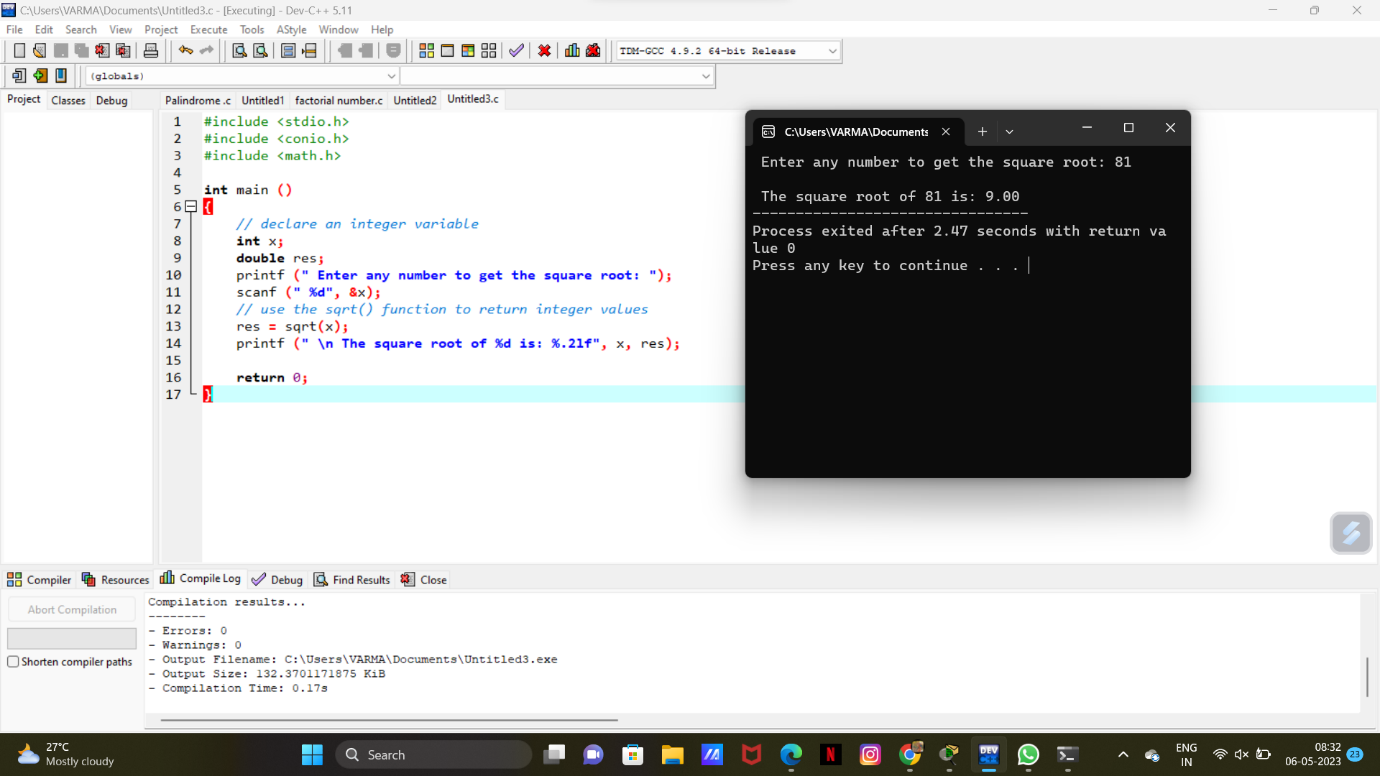 C:\Users\VARMA\Documents\Untitled3.c - [Executing] - Dev-C++ 5.11
File Edit Search View Project Execute Tools AStyle Window Help
TDM-GCC 4.9.2 64-bit Release
(globals)
Project Classes Debug
Palindrome .c Untitled1 factorial number.c Untitled2 Untitled3.c
1 #include <stdio.h>
2 #include <conio.h>
3 #include <math.h>
4
5 int main ()
6 {
7 // declare an integer variable
8 int x;
9 double res;
10 printf (" Enter any number to get the square root: ");
11 scanf (" %d", &x);
12 // use the sqrt() function to return integer values
13 res = sqrt(x);
14 printf (" \n The square root of %d is: %.2lf", x, res);
15
16 return 0;
17 }
C:\Users\VARMA\Documents
Enter any number to get the square root: 81
The square root of 81 is: 9.00
--------------------------------
Process exited after 2.47 seconds with return va
lue 0
Press any key to continue . . .
Compiler Resources Compile Log Debug Find Results Close
Abort Compilation
Shorten compiler paths
Compilation results...
--------
- Errors: 0
- Warnings: 0
- Output Filename: C:\Users\VARMA\Documents\Untitled3.exe
- Output Size: 132.3701171875 KiB
- Compilation Time: 0.17s
27°C
Mostly cloudy
Search
DEV
ENG
IN
08:32
06-05-2023
23